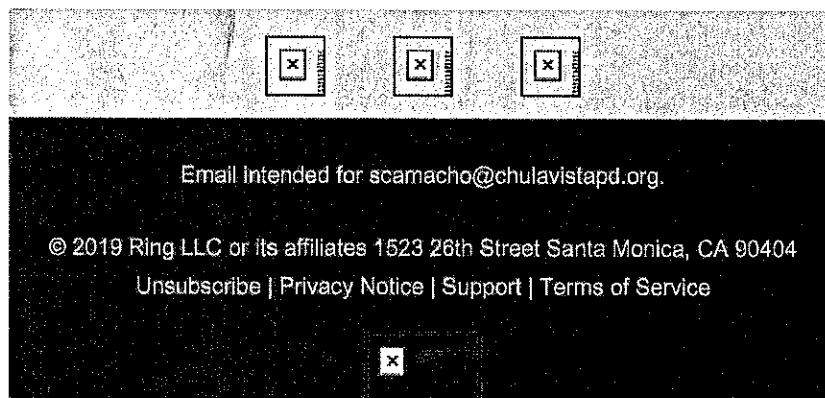 Email intended for scamacho@chulavistapd.org.
© 2019 Ring LLC or its affiliates 1523 26th Street Santa Monica, CA 90404
Unsubscribe | Privacy Notice | Support | Terms of Service